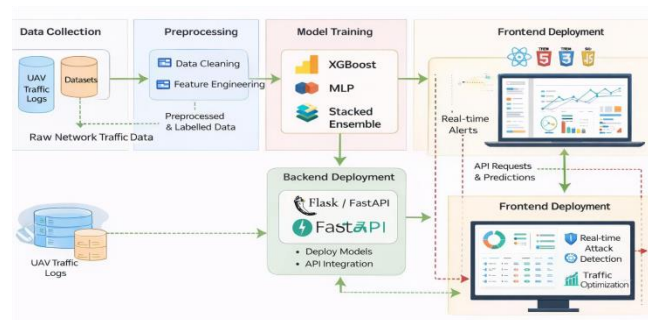 Data Collection
Preprocessing
Model Training
Frontend Deployment
UAV
Traffic
Logs
Datasets
Data Cleaning
Feature Engineering
Preprocessed
& Labelled Data
Raw Network Traffic Data
XGBoost
MLP
Stacked
Ensemble
Real-time
Alerts
Backend Deployment
Flask / FastAPI
FastAPI
• Deploy Models
• API Integration
UAV Traffic
Logs
API Requests
& Predictions
Frontend Deployment
Real-time
Attack
Detection
Traffic
Optimization